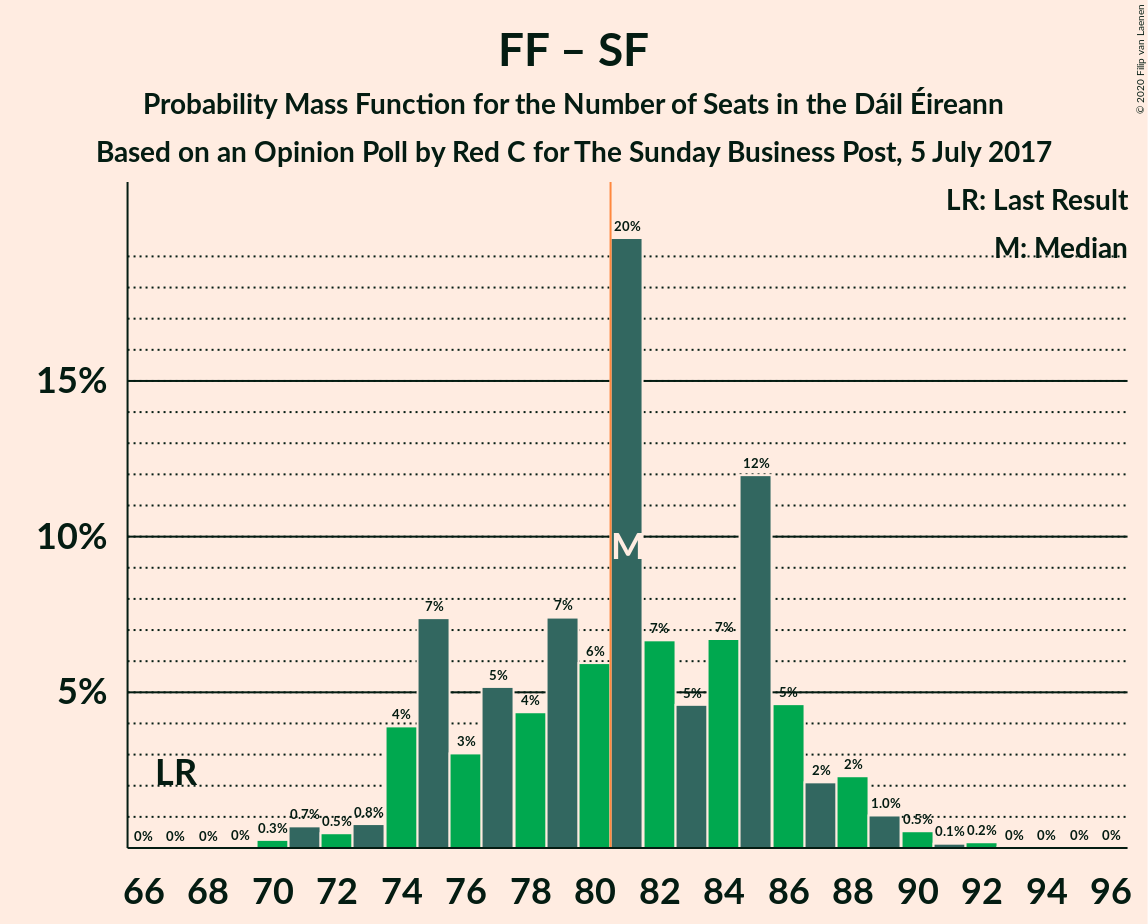 FF – SF
Probability Mass Function for the Number of Seats in the Dáil Éireann
Based on an Opinion Poll by Red C for The Sunday Business Post, 5 July 2017
© 2020 Filip van Laenen
LR: Last Result
M: Median
15%
10%
5%
LR
M
0% 0% 0% 0% 0.3% 0.7% 0.5% 0.8% 4% 7% 3% 5% 4% 7% 6% 20% 7% 5% 7% 12% 5% 2% 2% 1.0% 0.5% 0.1% 0.2% 0% 0% 0% 0%
66 68 70 72 74 76 78 80 82 84 86 88 90 92 94 96